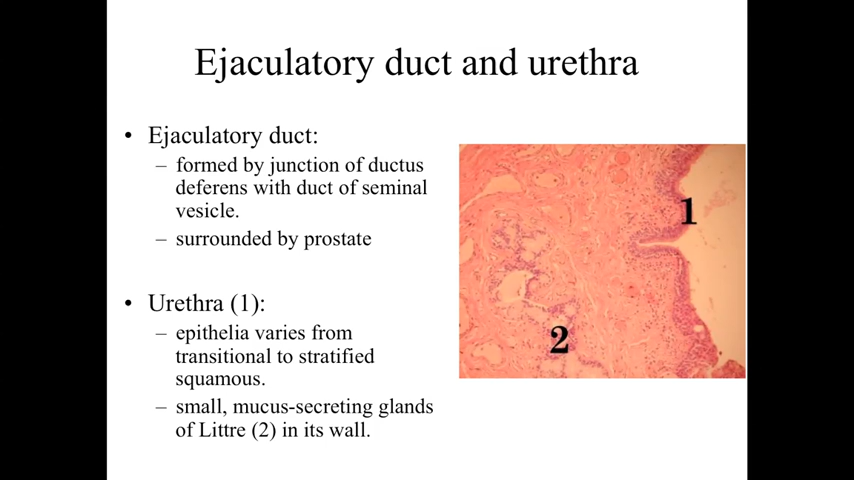 Ejaculatory duct and urethra
• Ejaculatory duct:
– formed by junction of ductus
deferens with duct of seminal
vesicle.
– surrounded by prostate
• Urethra (1):
– epithelia varies from
transitional to stratified
squamous.
– small, mucus-secreting glands
of Littre (2) in its wall.
1
2